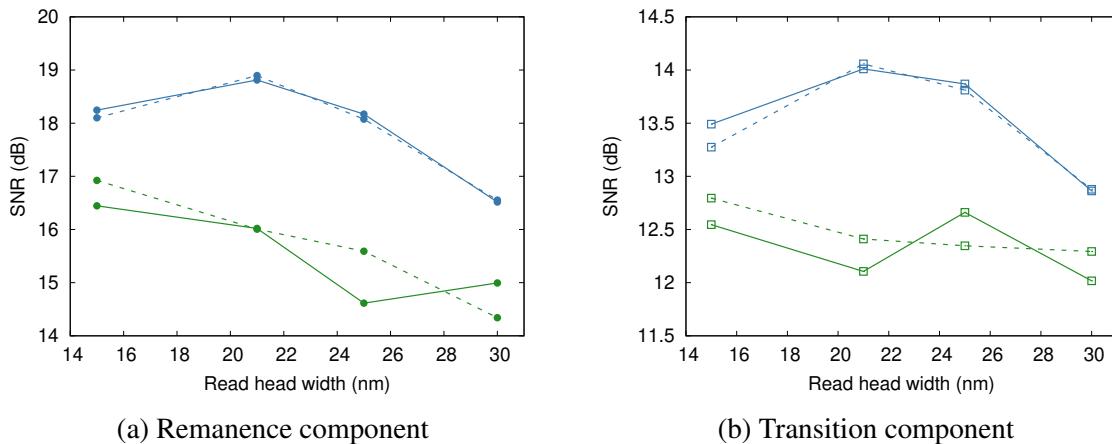 20
19
18
17
16
15
14
SNR (dB)
14 16 18 20 22 24 26 28 30
Read head width (nm)
(a) Remanence component
14.5
14
13.5
13
12.5
12
11.5
SNR (dB)
14 16 18 20 22 24 26 28 30
Read head width (nm)
(b) Transition component